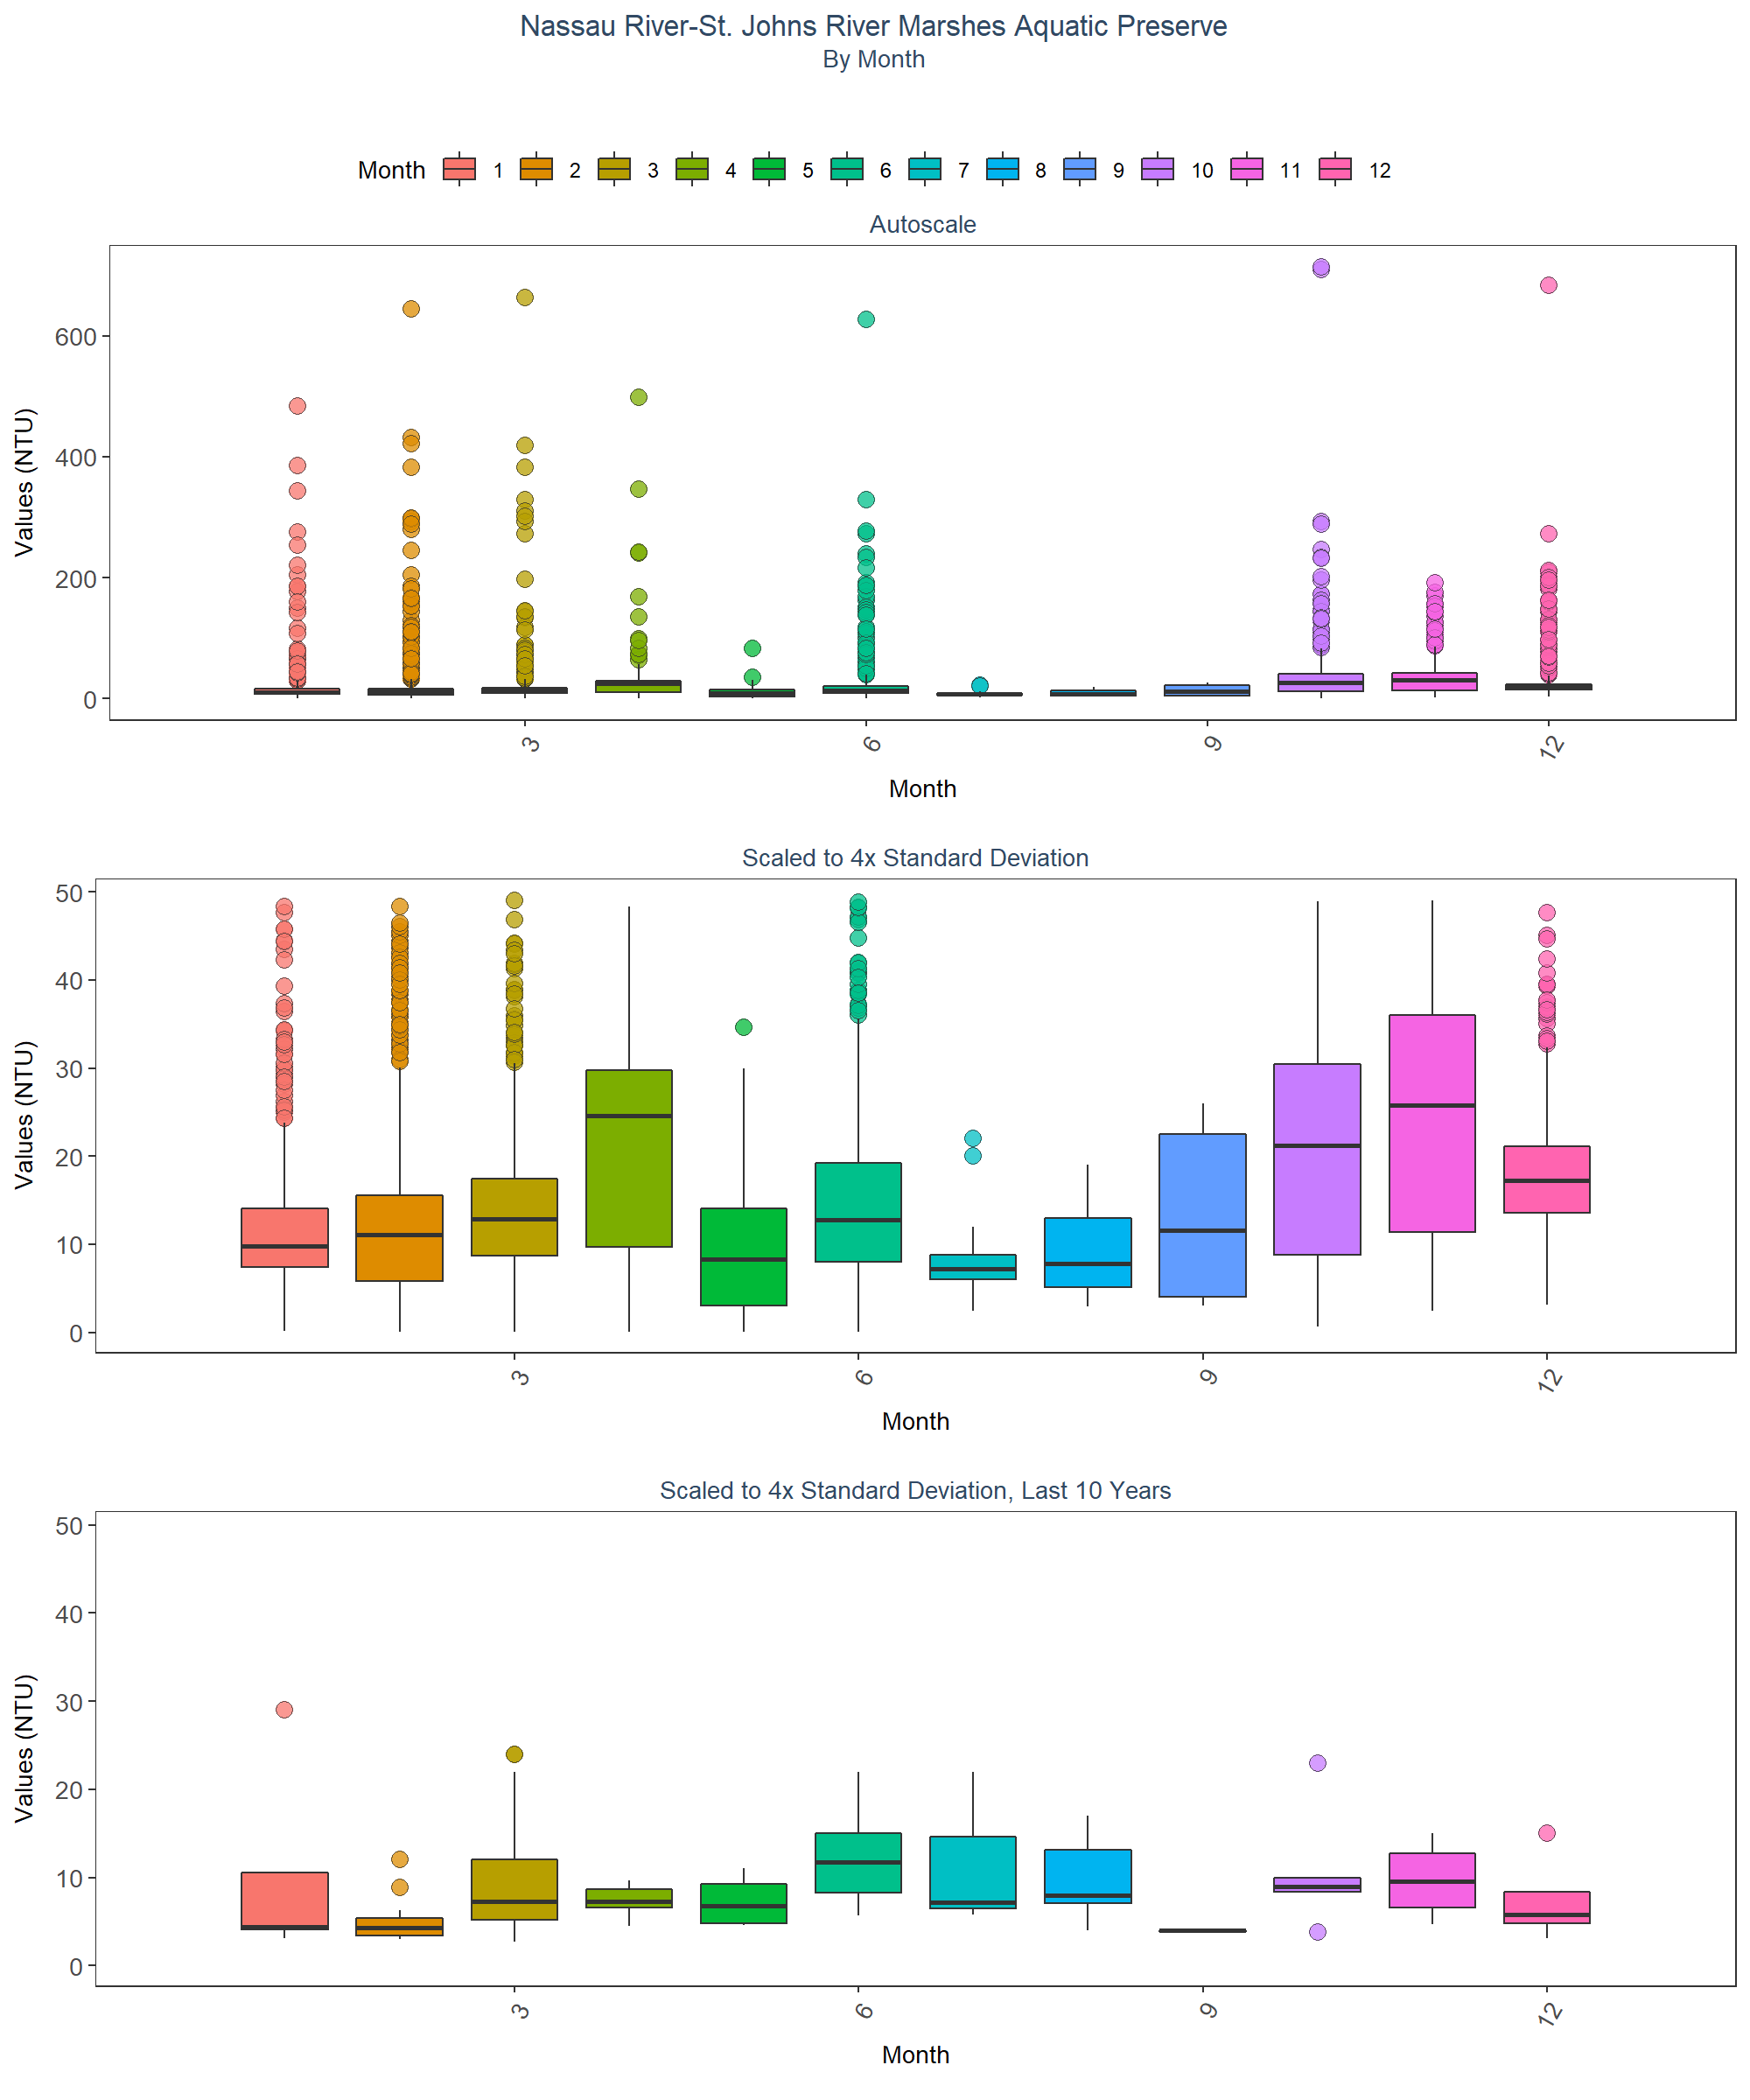 Nassau River-St. Johns River Marshes Aquatic Preserve
By Month
Month 1 2 3 4 5 6 7 8 9 10 11 12
Autoscale
Values (NTU)
600
400
200
0
3 6 9 12
Month
Scaled to 4x Standard Deviation
Values (NTU)
50
40
30
20
10
0
3 6 9 12
Month
Scaled to 4x Standard Deviation, Last 10 Years
Values (NTU)
50
40
30
20
10
0
3 6 9 12
Month